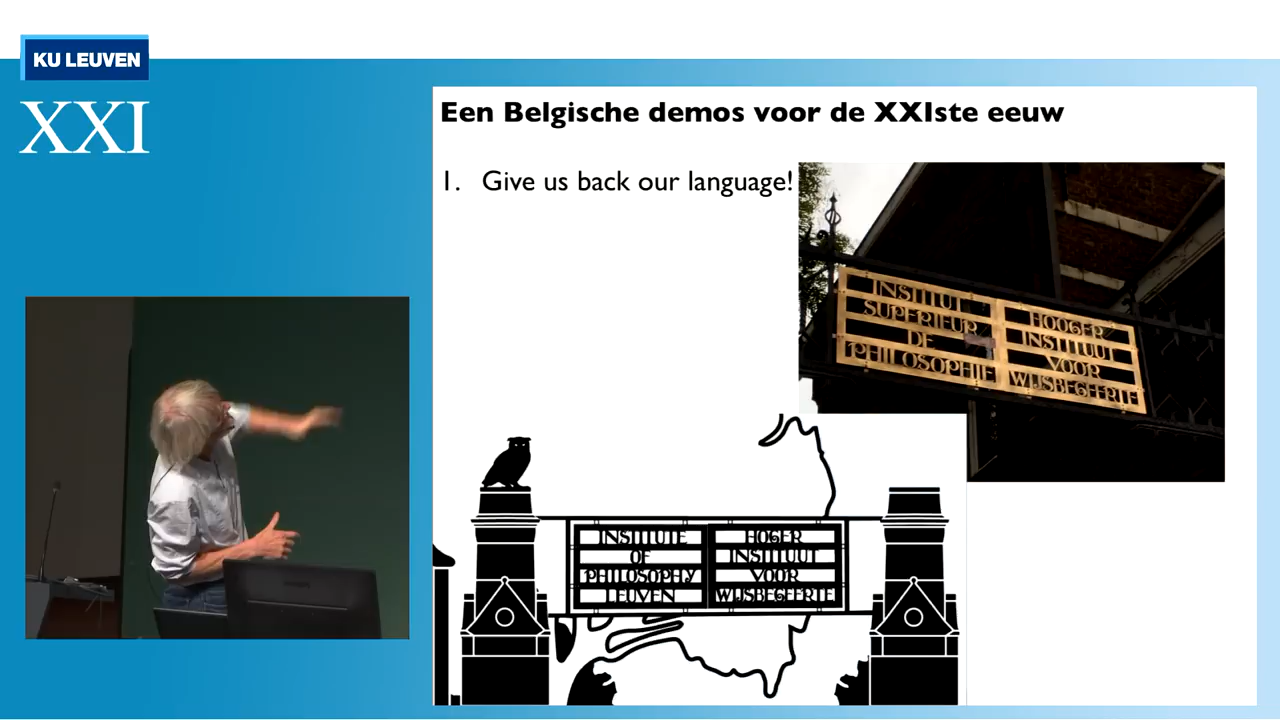 KU LEUVEN
XXI
Een Belgische demos voor de XXIste eeuw
1. Give us back our language!
INSTITUT
SUPERIEUR
DE
PHILOSOPHIE
HOOGER
INSTITUUT
VOOR
WIJSBEGEERTE
INSTITUTE
OF
PHILOSOPHY
LEUVEN
HOGER
INSTITUUT
VOOR
WIJSBEGEERTE